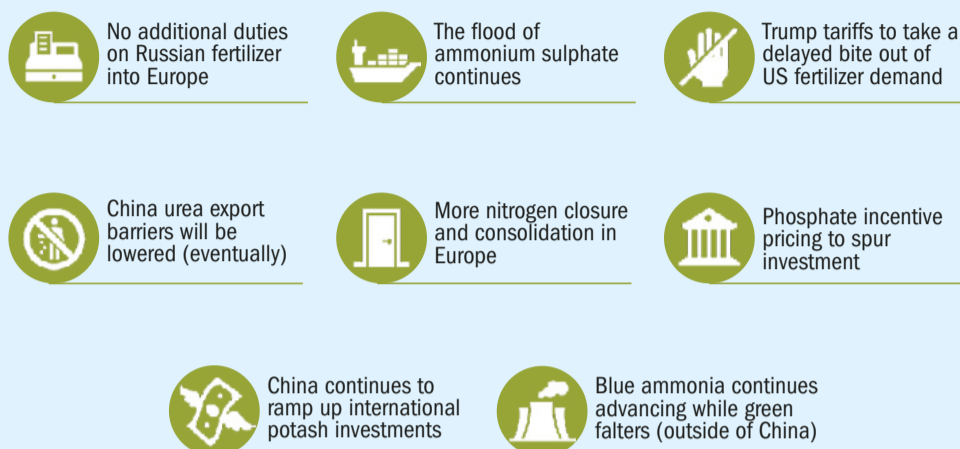 No additional duties
on Russian fertilizer
into Europe
The flood of
ammonium sulphate
continues
Trump tariffs to take a
delayed bite out of
US fertilizer demand
China urea export
barriers will be
lowered (eventually)
More nitrogen closure
and consolidation in
Europe
Phosphate incentive
pricing to spur
investment
China continues to
ramp up international
potash investments
Blue ammonia continues
advancing while green
falters (outside of China)